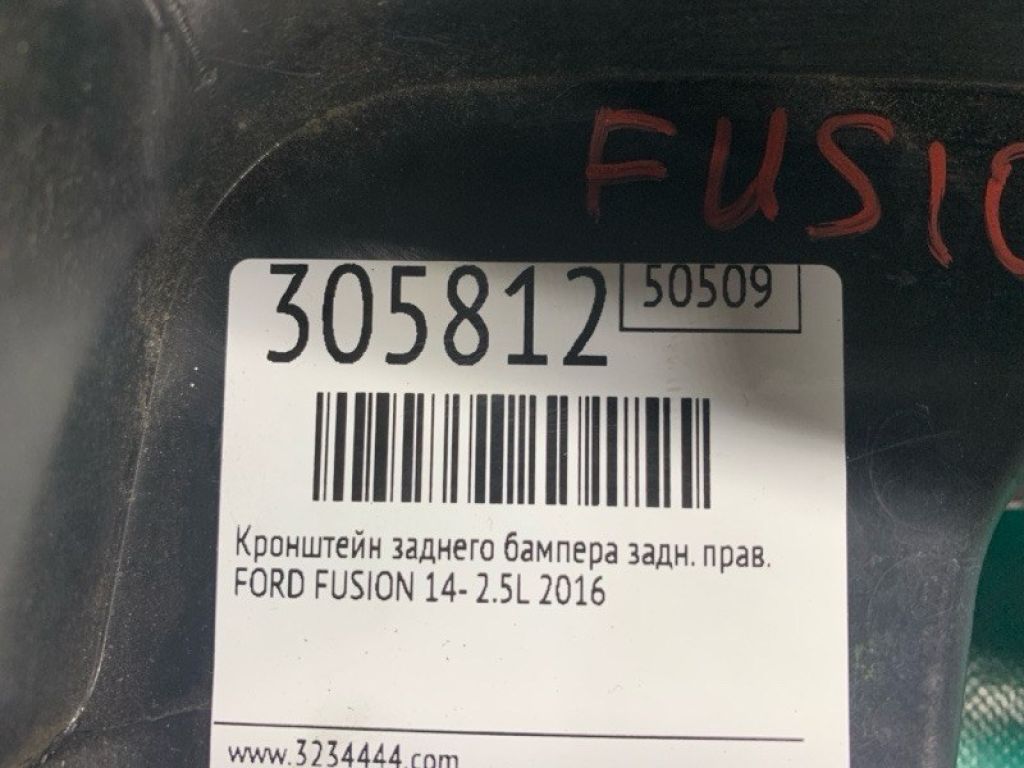 FUSIO
305812
50509
Кронштейн заднего бампера задн. прав.
FORD FUSION 14- 2.5L 2016
www.3234444.com